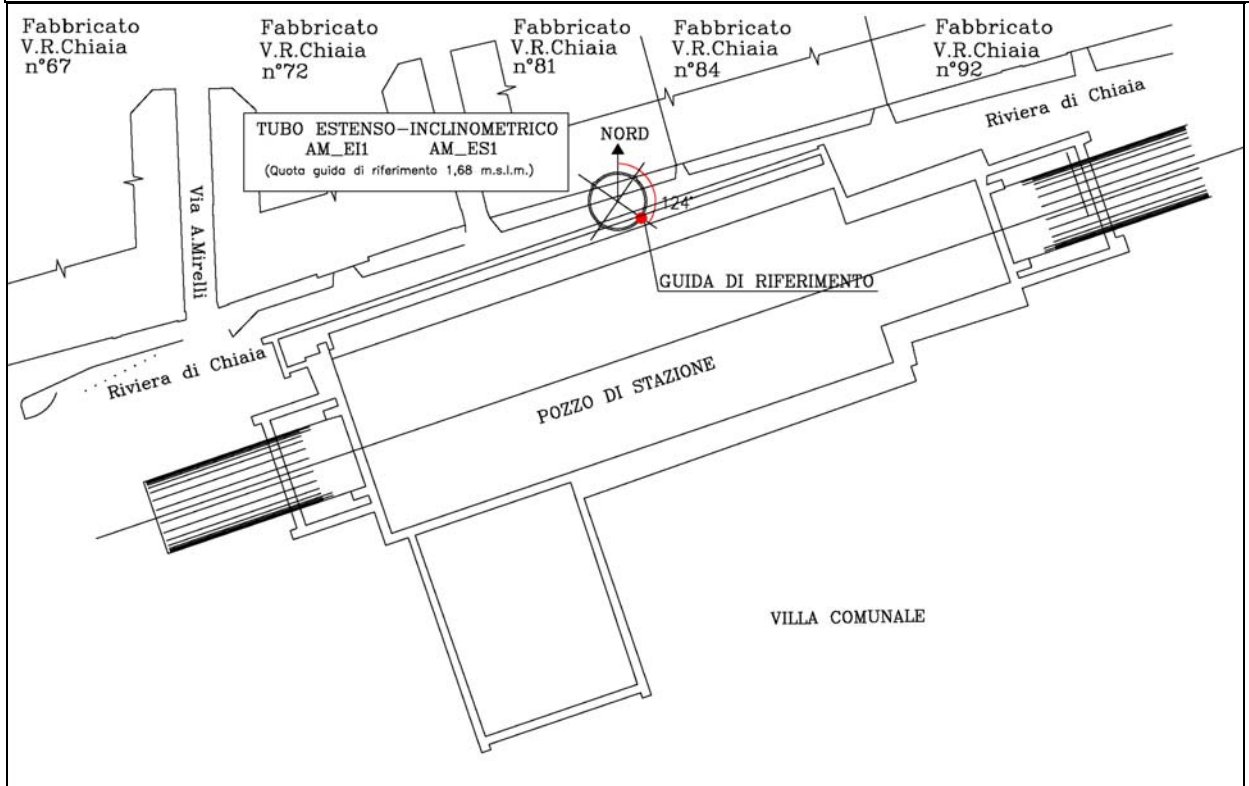 Fabbricato
V.R.Chiaia
n°67
Fabbricato
V.R.Chiaia
n°72
Fabbricato
V.R.Chiaia
n°81
Fabbricato
V.R.Chiaia
n°84
Fabbricato
V.R.Chiaia
n°92
Riviera di Chiaia
TUBO ESTENSO-INCLINOMETRICO
AM_EI1 AM_ES1
(Quota guida di riferimento 1,68 m.s.l.m.)
NORD
124°
Via A.Mirelli
GUIDA DI RIFERIMENTO
Riviera di Chiaia
POZZO DI STAZIONE
VILLA COMUNALE